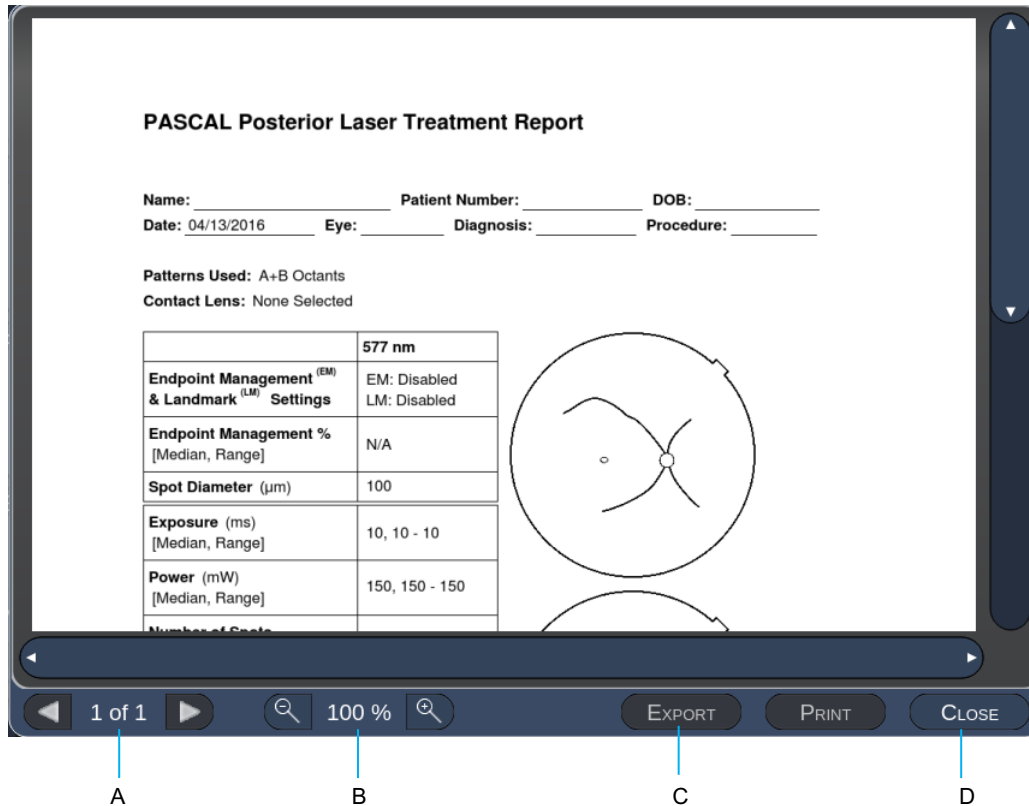 PASCAL Posterior Laser Treatment Report
Name: Patient Number: DOB:
Date: 04/13/2016 Eye: Diagnosis: Procedure:
Patterns Used: A+B Octants
Contact Lens: None Selected
577 nm
Endpoint Management (EM)
& Landmark (LM) Settings
EM: Disabled
LM: Disabled
Endpoint Management %
[Median, Range]
N/A
Spot Diameter (µm) 100
Exposure (ms)
[Median, Range]
10, 10 - 10
Power (mW)
[Median, Range]
150, 150 - 150
Number of Spots
1 of 1 100 % EXPORT PRINT CLOSE
A B C D